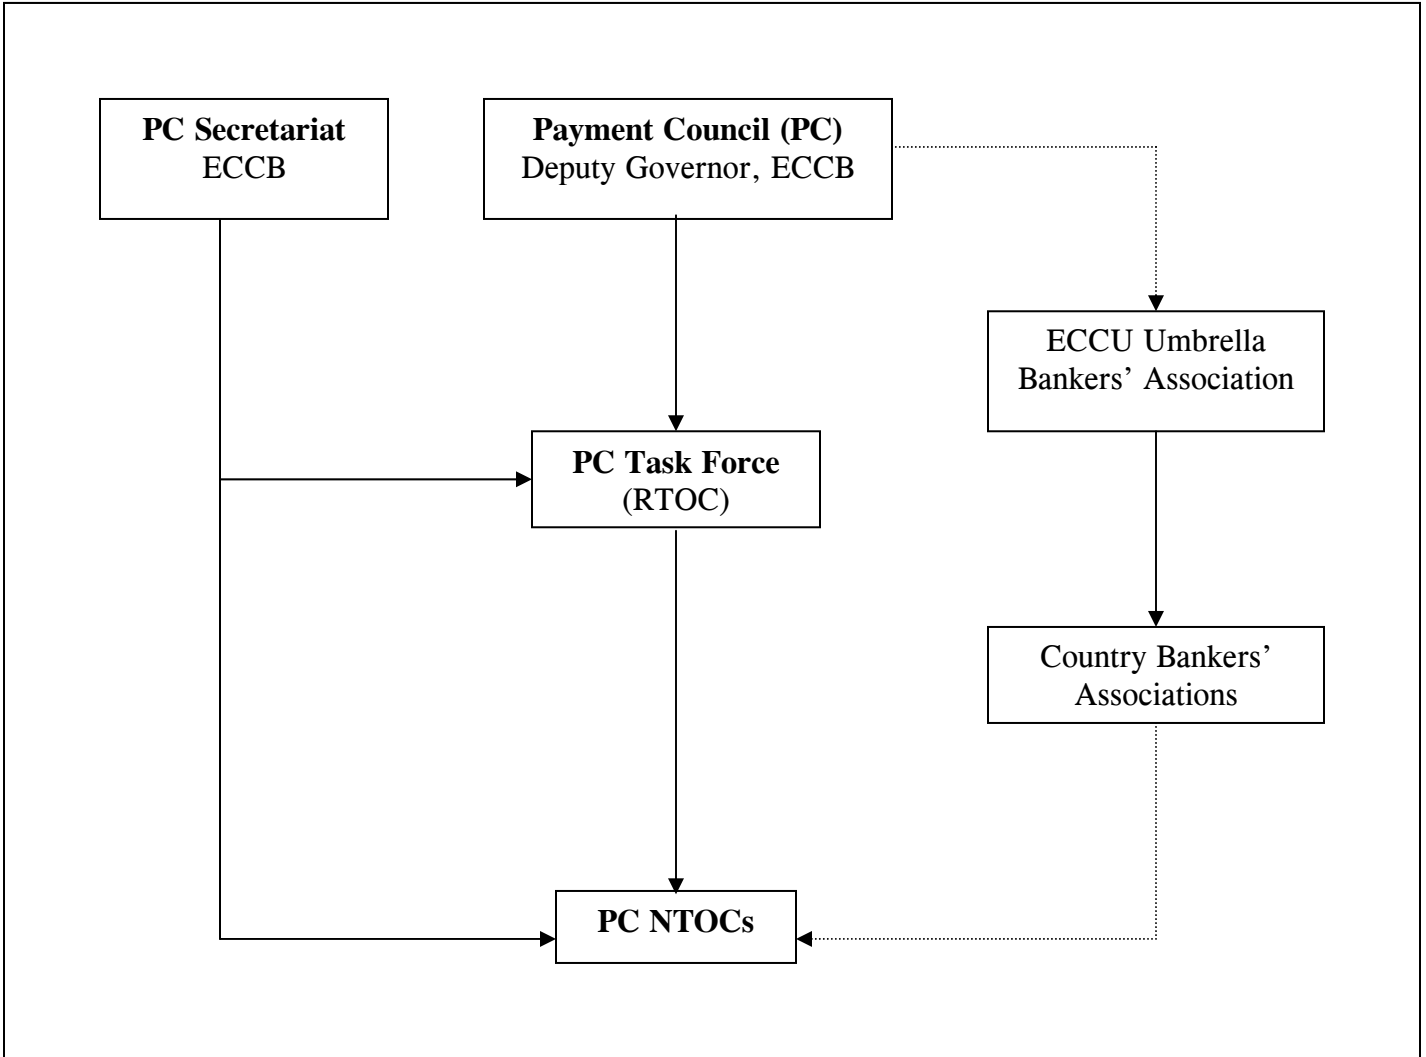 PC Secretariat
ECCB
Payment Council (PC)
Deputy Governor, ECCB
ECCU Umbrella
Bankers’ Association
PC Task Force
(RTOC)
Country Bankers’
Associations
PC NTOCs